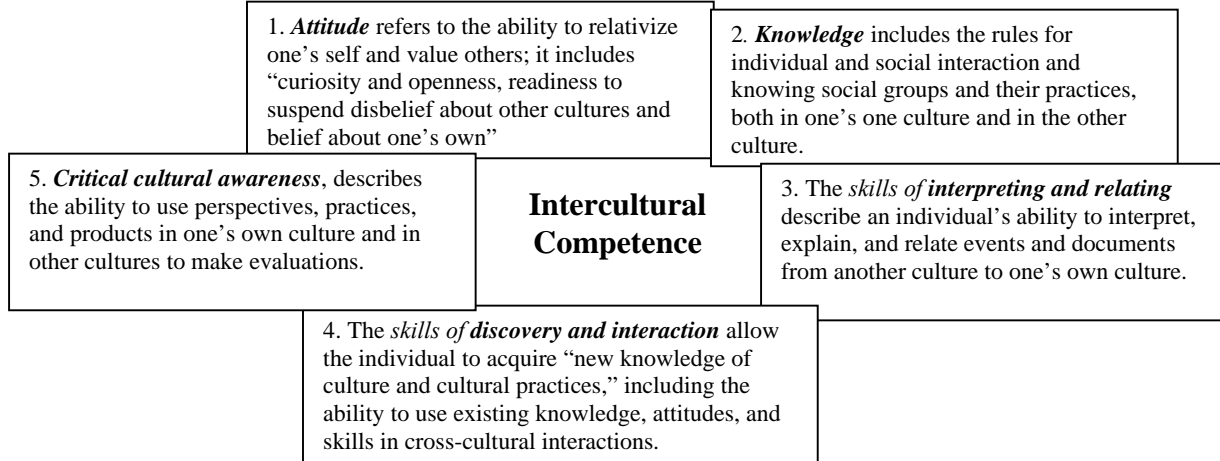 1. Attitude refers to the ability to relativize
one’s self and value others; it includes
“curiosity and openness, readiness to
suspend disbelief about other cultures and
belief about one’s own”
2. Knowledge includes the rules for
individual and social interaction and
knowing social groups and their practices,
both in one’s one culture and in the other
culture.
5. Critical cultural awareness, describes
the ability to use perspectives, practices,
and products in one’s own culture and in
other cultures to make evaluations.
Intercultural
Competence
3. The skills of interpreting and relating
describe an individual’s ability to interpret,
explain, and relate events and documents
from another culture to one’s own culture.
4. The skills of discovery and interaction allow
the individual to acquire “new knowledge of
culture and cultural practices,” including the
ability to use existing knowledge, attitudes, and
skills in cross-cultural interactions.